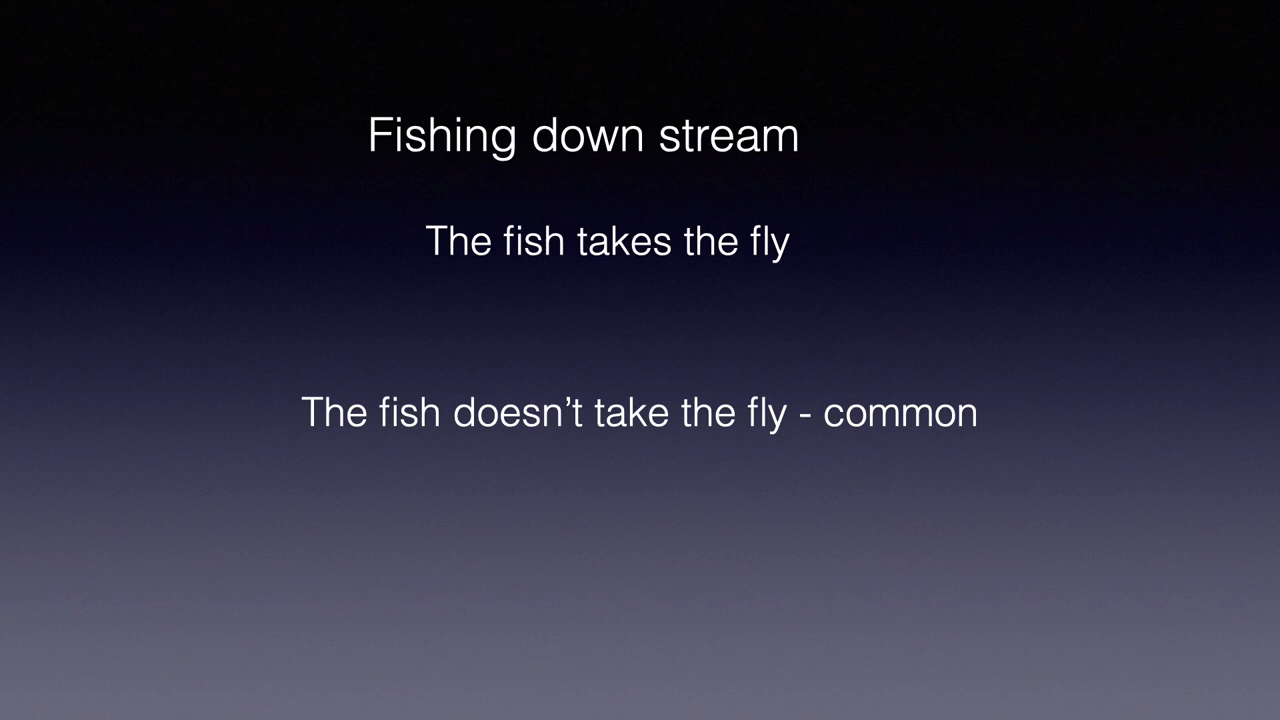 Fishing down stream
The fish takes the fly
The fish doesn’t take the fly - common